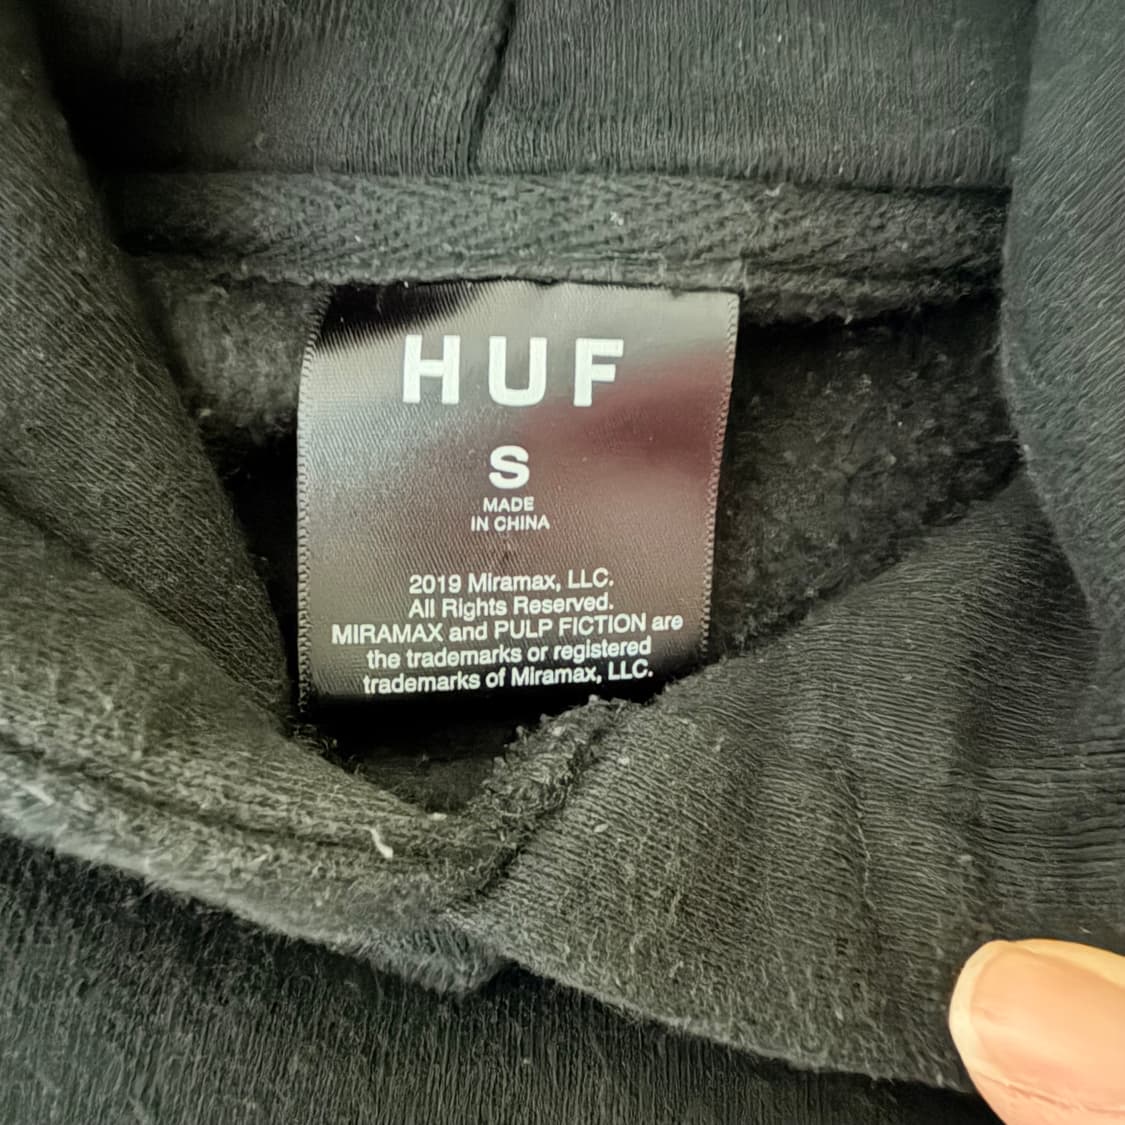 HUF
S
MADE
IN CHINA
2019 Miramax, LLC.
All Rights Reserved.
MIRAMAX and PULP FICTION are
the trademarks or registered
trademarks of Miramax, LLC.